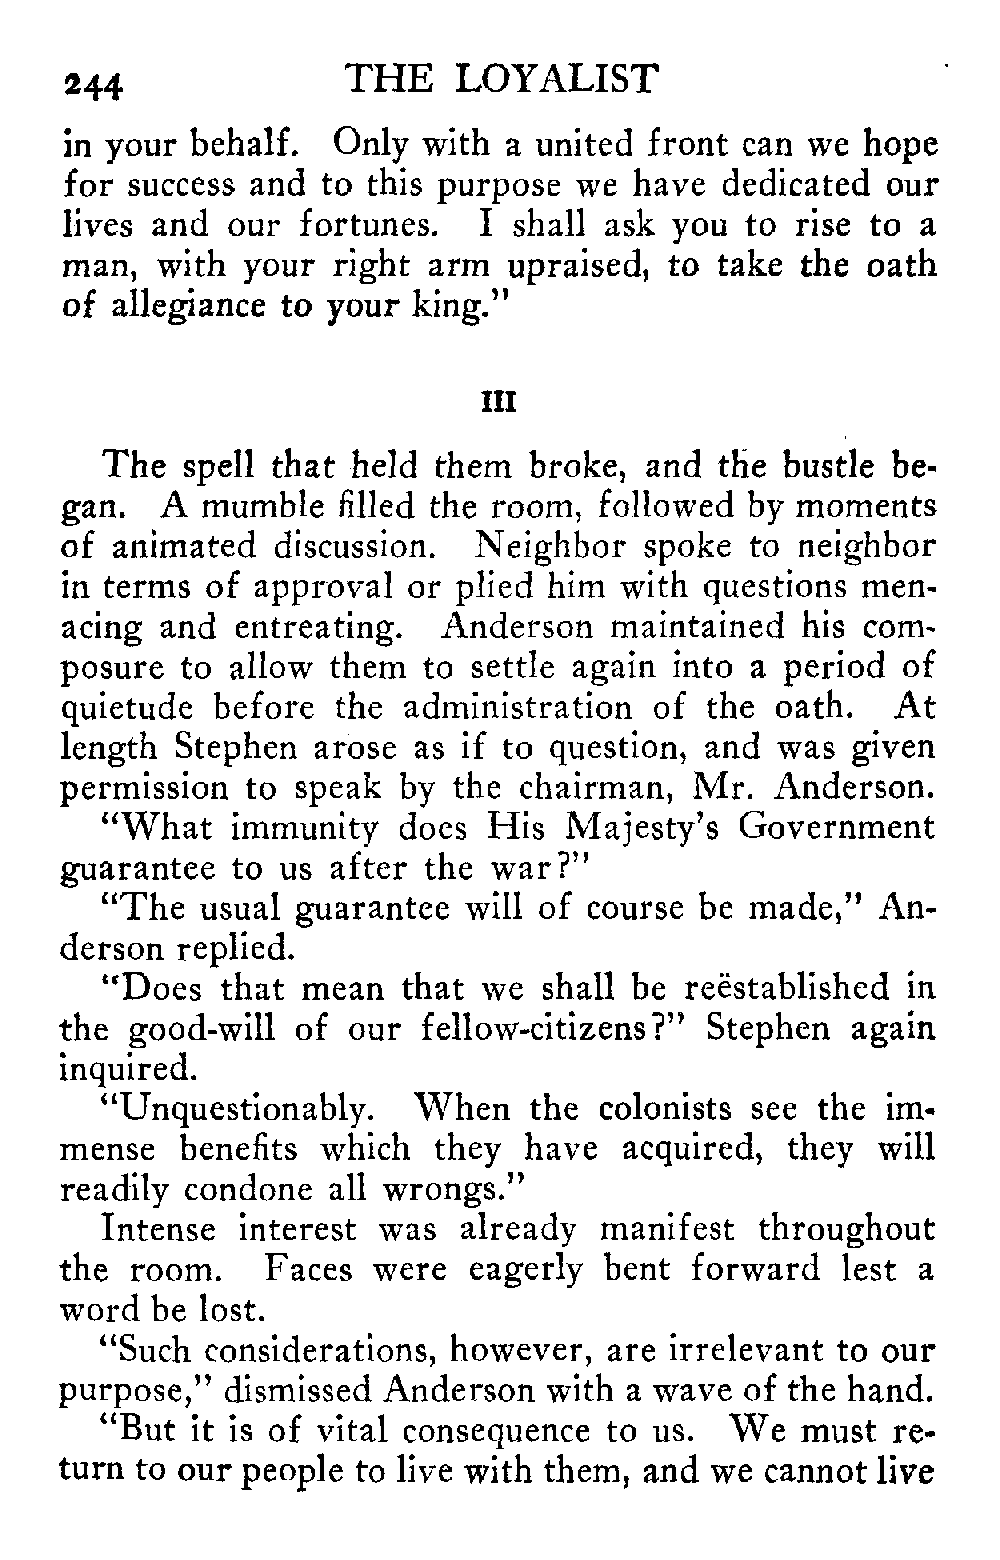 244 THE LOYALIST
in your behalf. Only with a united front can we hope
for success and to this purpose we have dedicated our
lives and our fortunes. I shall ask you to rise to a
man, with your right arm upraised, to take the oath
of allegiance to your king."
III
The spell that held them broke, and the bustle be-
gan. A mumble filled the room, followed by moments
of animated discussion. Neighbor spoke to neighbor
in terms of approval or plied him with questions men-
acing and entreating. Anderson maintained his com-
posure to allow them to settle again into a period of
quietude before the administration of the oath. At
length Stephen arose as if to question, and was given
permission to speak by the chairman, Mr. Anderson.
"What immunity does His Majesty's Government
guarantee to us after the war?"
"The usual guarantee will of course be made," An-
derson replied.
"Does that mean that we shall be reëstablished in
the good-will of our fellow-citizens?" Stephen again
inquired.
"Unquestionably. When the colonists see the im-
mense benefits which they have acquired, they will
readily condone all wrongs."
Intense interest was already manifest throughout
the room. Faces were eagerly bent forward lest a
word be lost.
"Such considerations, however, are irrelevant to our
purpose," dismissed Anderson with a wave of the hand.
"But it is of vital consequence to us. We must re-
turn to our people to live with them, and we cannot live